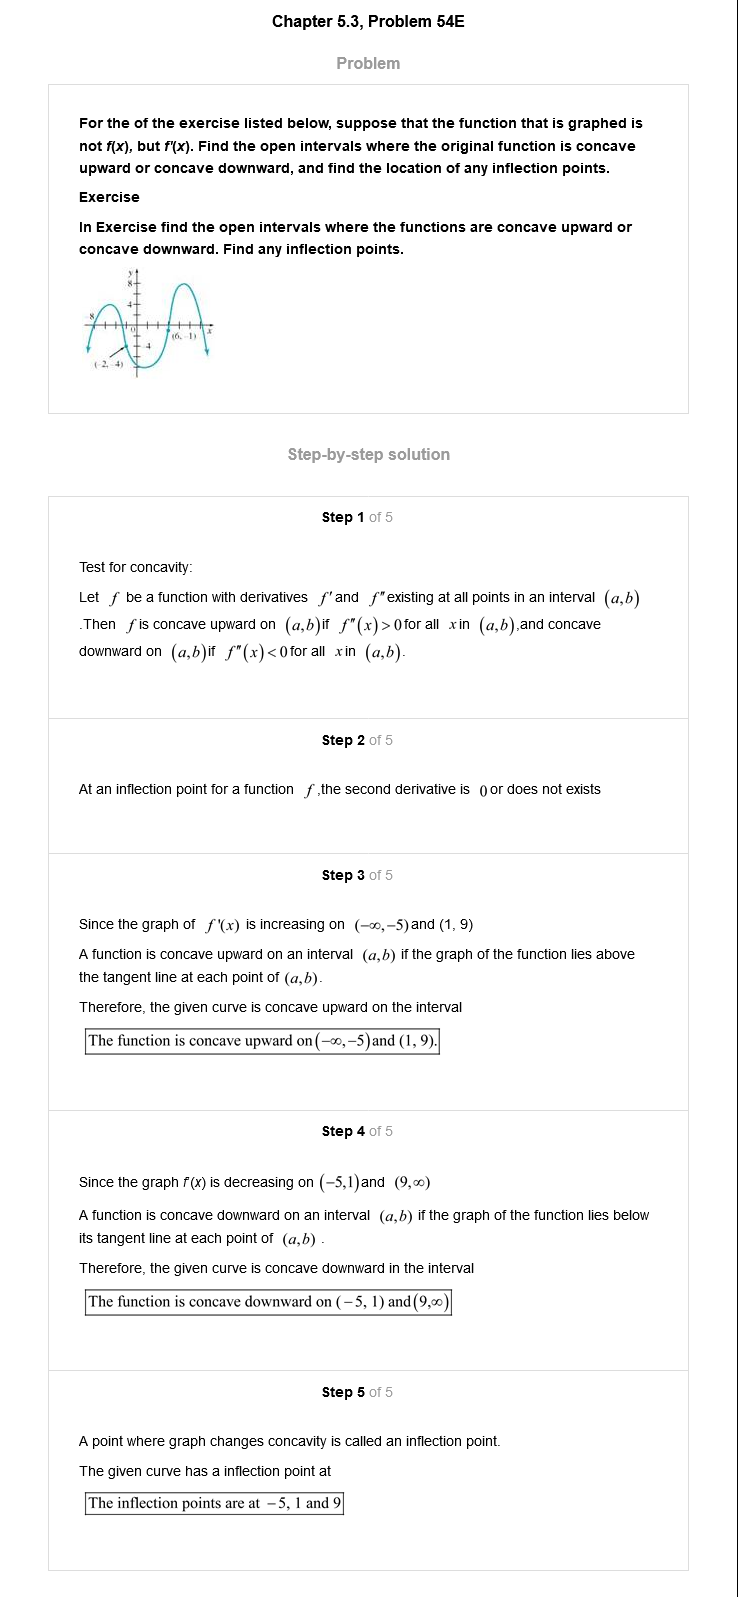 Chapter 5.3, Problem 54E
Problem
For the of the exercise listed below, suppose that the function that is graphed is
not f(x), but f'(x). Find the open intervals where the original function is concave
upward or concave downward, and find the location of any inflection points.
Exercise
In Exercise find the open intervals where the functions are concave upward or
concave downward. Find any inflection points.
y
8
4
8
0
x
(6, -1)
4
(-2, -4)
Step-by-step solution
Step 1 of 5
Test for concavity:
Let f be a function with derivatives f' and f" existing at all points in an interval (a,b)
.Then f is concave upward on (a,b) if f"(x) > 0 for all x in (a,b) ,and concave
downward on (a,b) if f"(x) < 0 for all x in (a,b).
Step 2 of 5
At an inflection point for a function f ,the second derivative is 0 or does not exists
Step 3 of 5
Since the graph of f'(x) is increasing on (−∞,−5) and (1, 9)
A function is concave upward on an interval (a,b) if the graph of the function lies above
the tangent line at each point of (a,b).
Therefore, the given curve is concave upward on the interval
The function is concave upward on (−∞,−5) and (1, 9).
Step 4 of 5
Since the graph f'(x) is decreasing on (−5,1) and (9,∞)
A function is concave downward on an interval (a,b) if the graph of the function lies below
its tangent line at each point of (a,b) .
Therefore, the given curve is concave downward in the interval
The function is concave downward on (−5, 1) and (9,∞)
Step 5 of 5
A point where graph changes concavity is called an inflection point.
The given curve has a inflection point at
The inflection points are at −5, 1 and 9